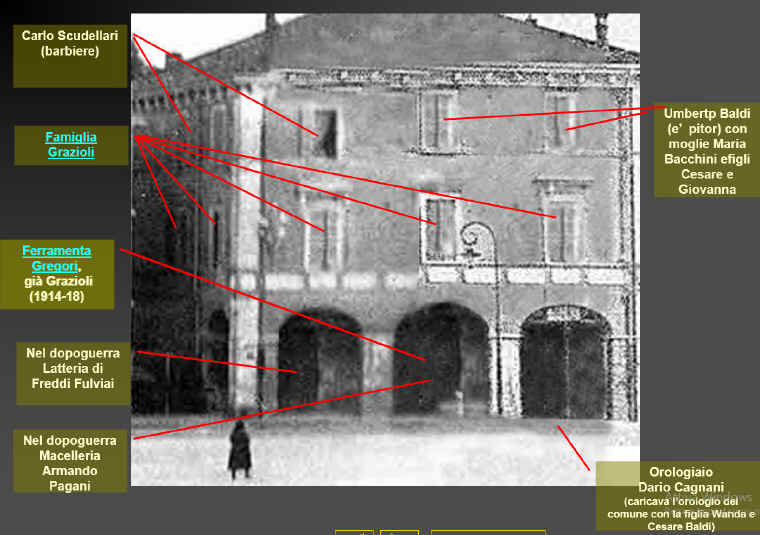 Carlo Scudellari
(barbiere)
Famiglia
Grazioli
Ferramenta
Gregori,
già Grazioli
(1914-18)
Nel dopoguerra
Latteria di
Freddi Fulviai
Nel dopoguerra
Macelleria
Armando
Pagani
Umbertp Baldi
(e' pitor) con
moglie Maria
Bacchini efigli
Cesare e
Giovanna
Orologiaio
Dario Cagnani
(caricava l'orologio del
comune con la figlia Wanda e
Cesare Baldi)